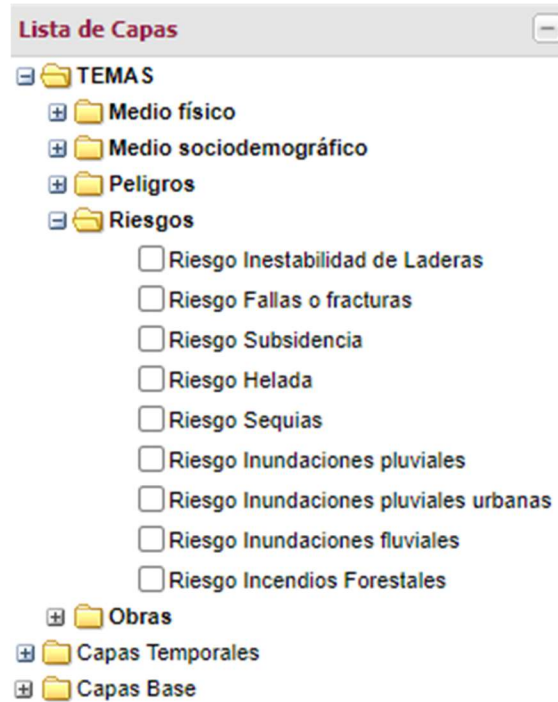 Lista de Capas
TEMAS
Medio físico
Medio sociodemográfico
Peligros
Riesgos
Riesgo Inestabilidad de Laderas
Riesgo Fallas o fracturas
Riesgo Subsidencia
Riesgo Helada
Riesgo Sequias
Riesgo Inundaciones pluviales
Riesgo Inundaciones pluviales urbanas
Riesgo Inundaciones fluviales
Riesgo Incendios Forestales
Obras
Capas Temporales
Capas Base